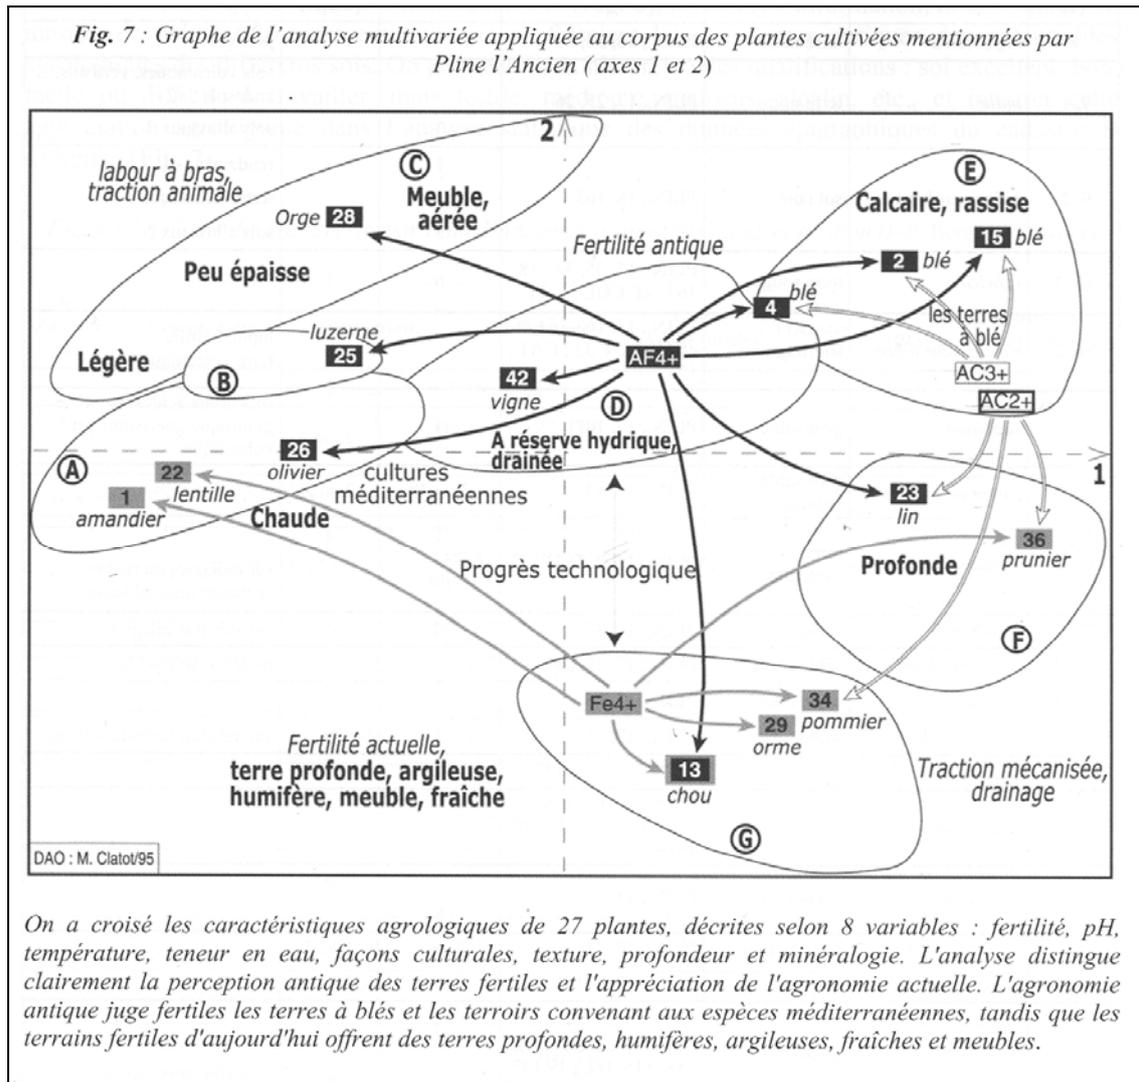 Fig. 7 : Graphe de l'analyse multivariée appliquée au corpus des plantes cultivées mentionnées par
Pline l'Ancien ( axes 1 et 2)
2
C
E
labour à bras,
traction animale
Meuble,
aérée
Calcaire, rassise
Orge 28
15 blé
Fertilité antique
2 blé
Peu épaisse
blé
4
les terres
à blé
luzerne
25
Légère
AF4+
AC3+
B
42
vigne
D
AC2+
A réserve hydrique,
drainée
A
26
olivier
cultures
méditerranéennes
1
22
lentille
1
amandier
Chaude
23
lin
36
prunier
Progrès technologique
Profonde
F
Fe4+
34
pommier
29
orme
Fertilité actuelle,
terre profonde, argileuse,
humifère, meuble, fraîche
13
chou
Traction mécanisée,
drainage
G
DAO : M. Clatot/95
On a croisé les caractéristiques agrologiques de 27 plantes, décrites selon 8 variables : fertilité, pH,
température, teneur en eau, façons culturales, texture, profondeur et minéralogie. L'analyse distingue
clairement la perception antique des terres fertiles et l'appréciation de l'agronomie actuelle. L'agronomie
antique juge fertiles les terres à blés et les terroirs convenant aux espèces méditerranéennes, tandis que les
terrains fertiles d'aujourd'hui offrent des terres profondes, humifères, argileuses, fraîches et meubles.